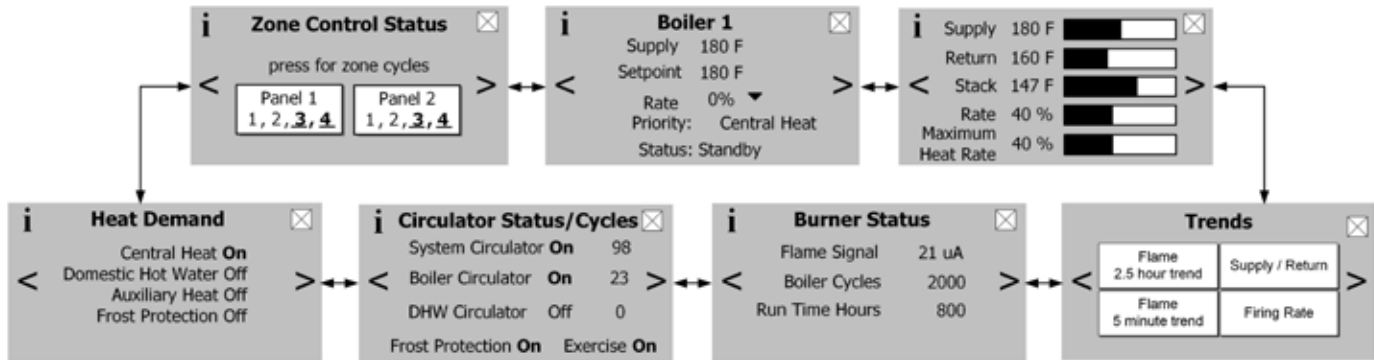 i Zone Control Status
press for zone cycles
< >
Panel 1
1, 2, 3, 4
Panel 2
1, 2, 3, 4
i Boiler 1
Supply 180 F
Setpoint 180 F
< >
Rate 0%
Priority: Central Heat
Status: Standby
i
Supply 180 F
Return 160 F
< Stack 147 F >
Rate 40 %
Maximum
Heat Rate 40 %
i Heat Demand
Central Heat On
< Domestic Hot Water Off >
Auxiliary Heat Off
Frost Protection Off
i Circulator Status/Cycles
System Circulator On 98
< Boiler Circulator On 23 >
DHW Circulator Off 0
Frost Protection On Exercise On
i Burner Status
Flame Signal 21 uA
< Boiler Cycles 2000 >
Run Time Hours 800
Trends
< >
Flame
2.5 hour trend
Supply / Return
Flame
5 minute trend
Firing Rate